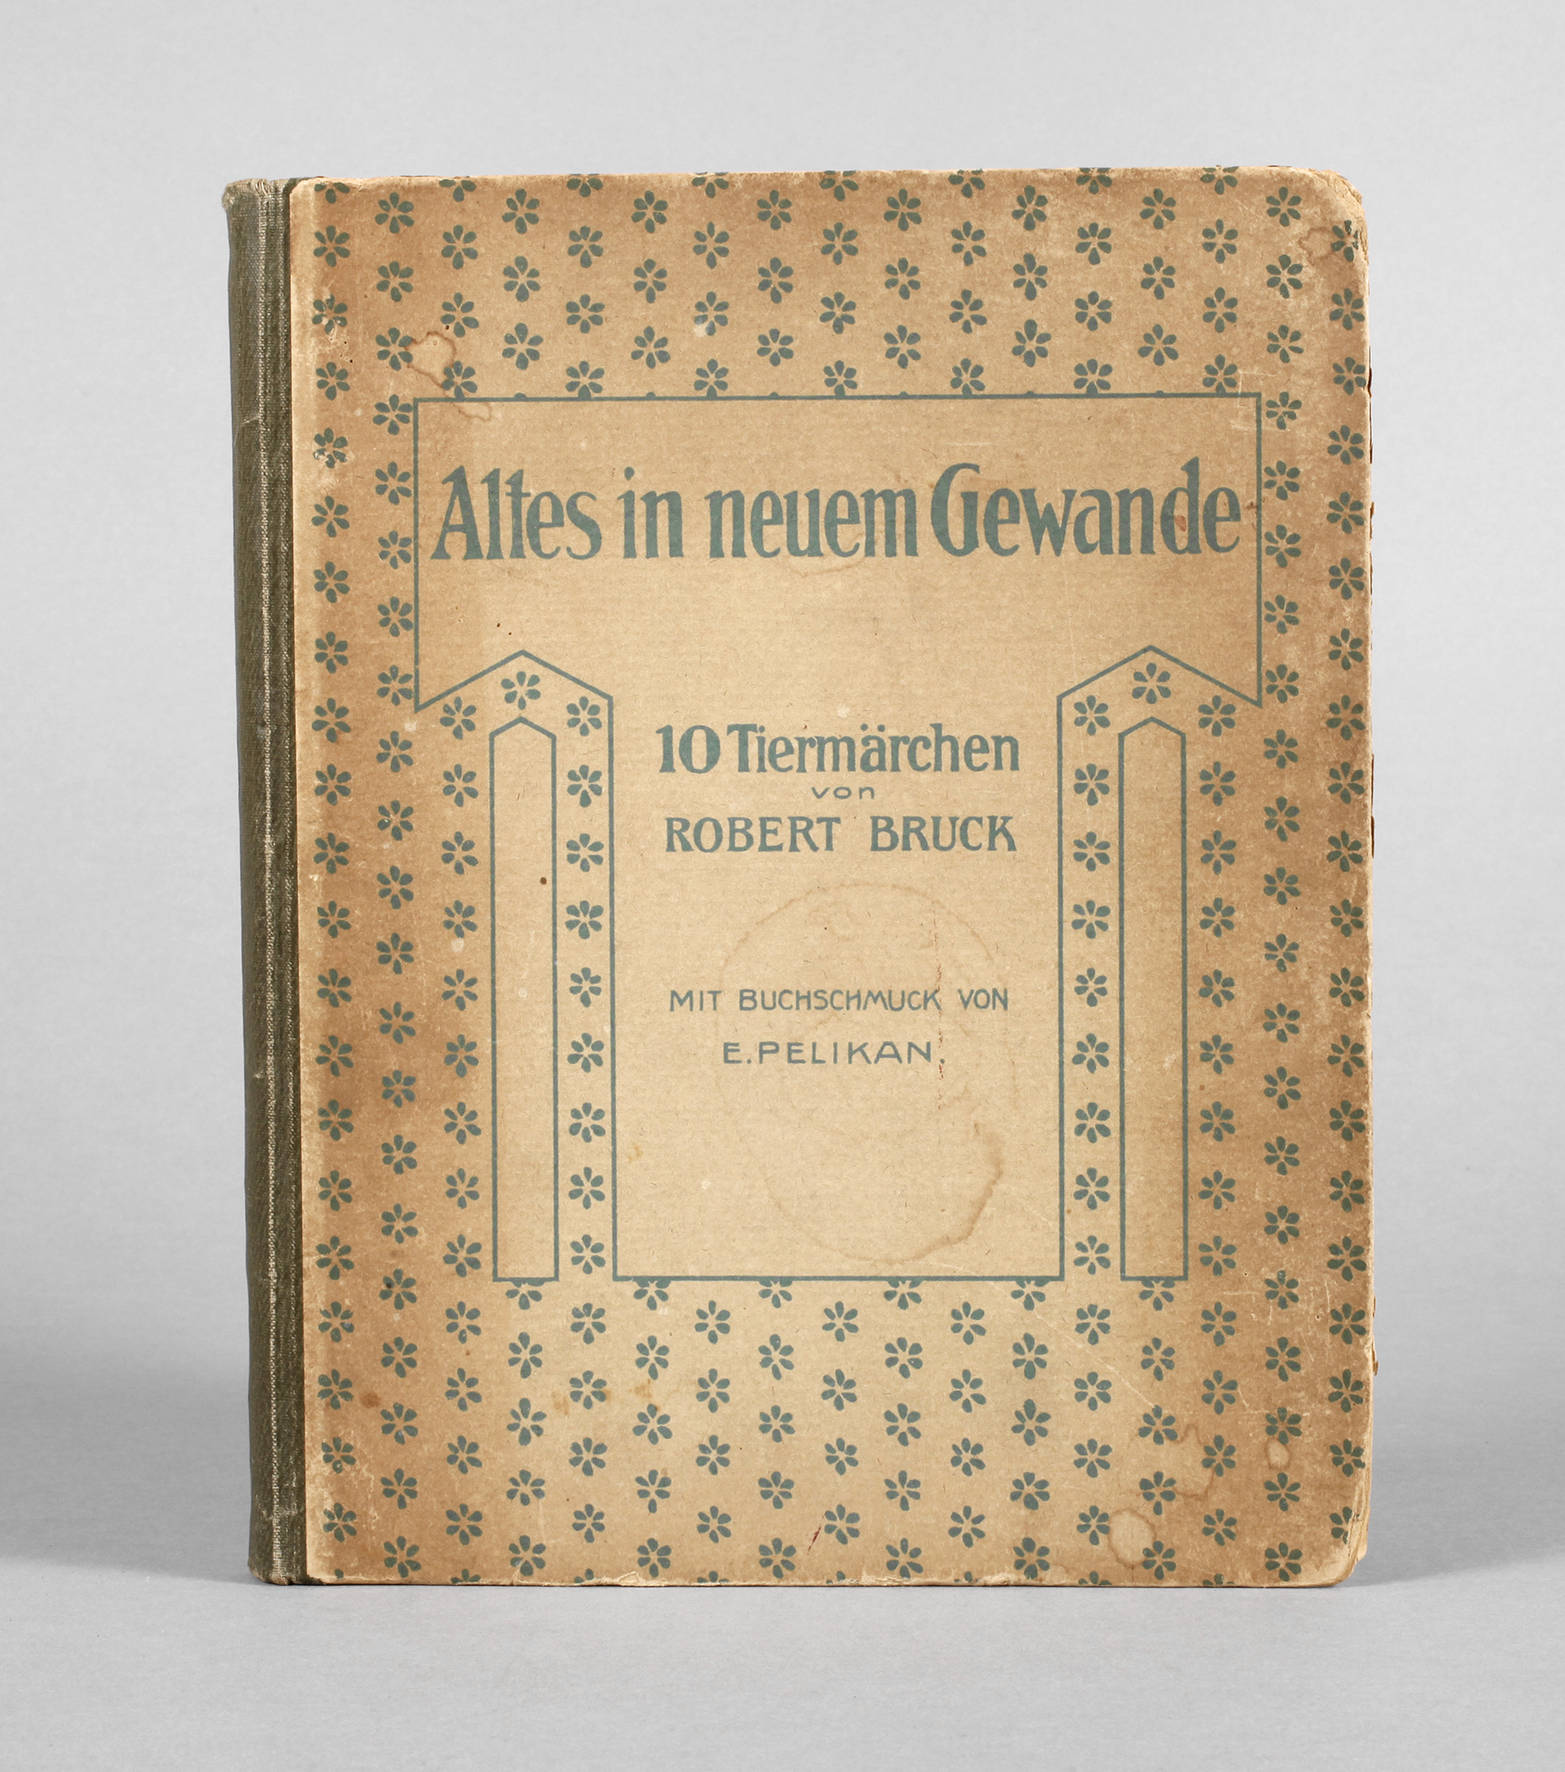 Altes in neuem Gewande
10 Tiermärchen
von
ROBERT BRUCK
MIT BUCHSCHMUCK VON
E. PELIKAN.